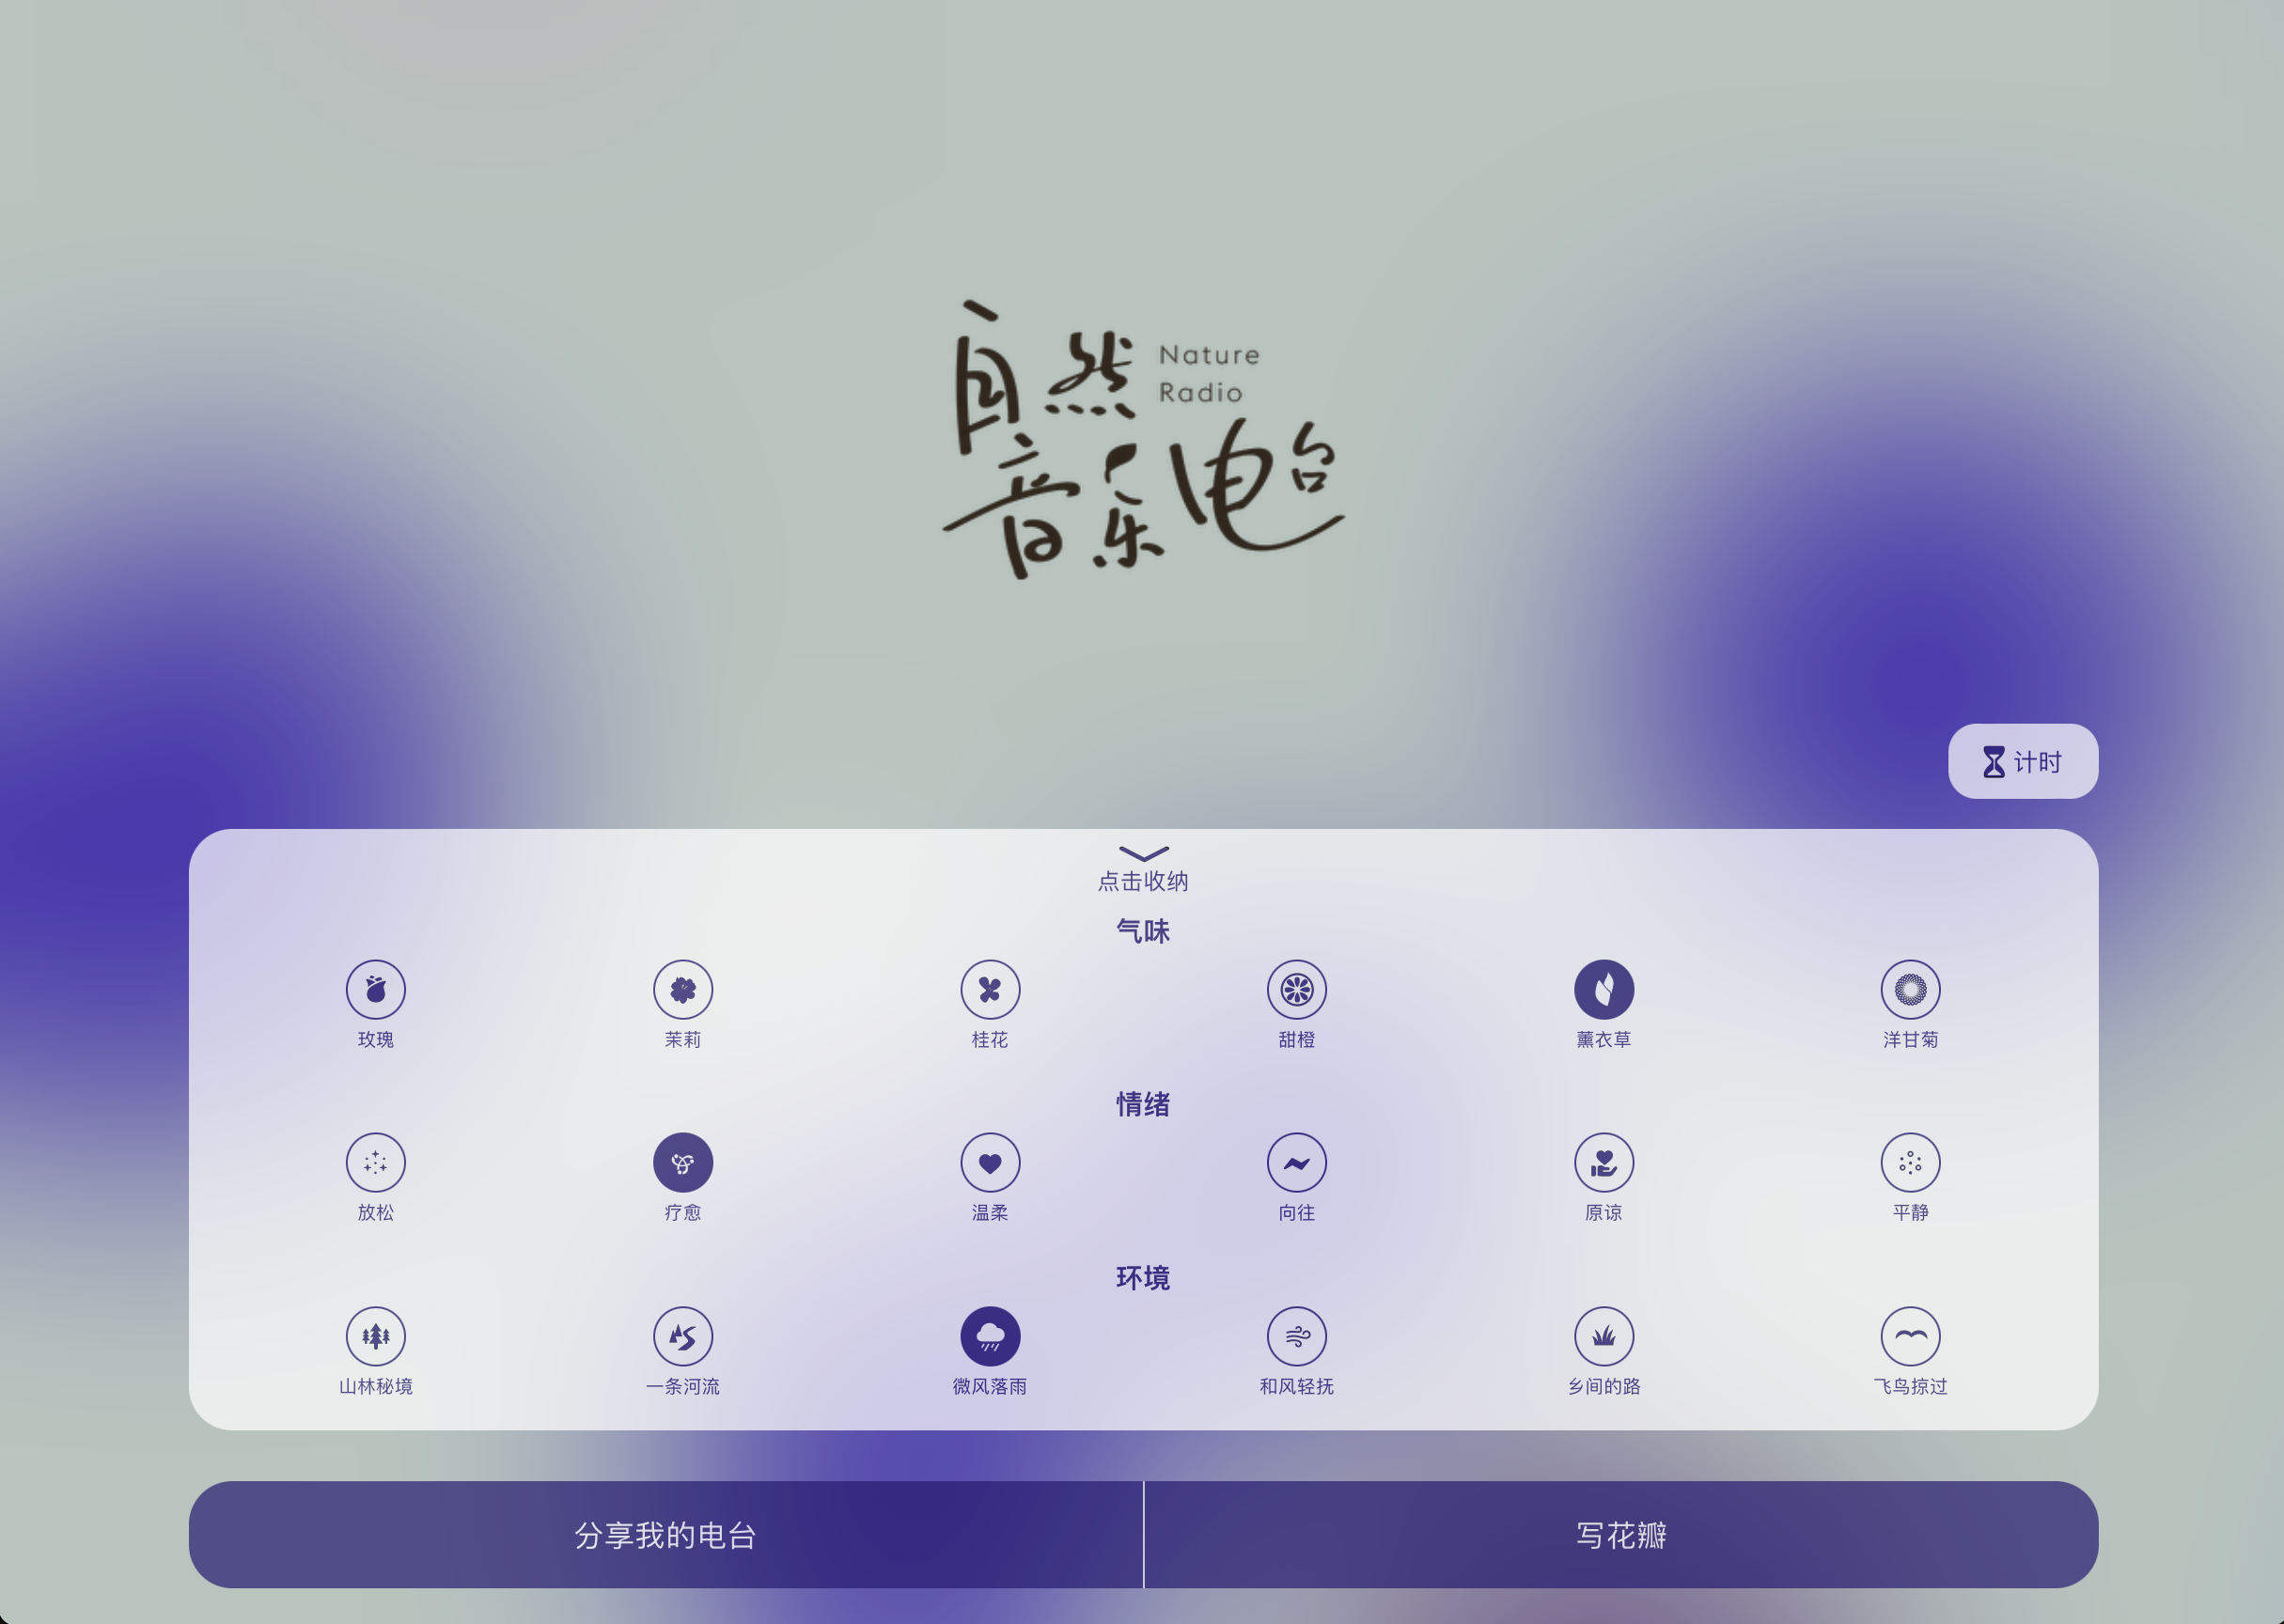 自然
Nature
Radio
音乐电台
计时
点击收纳
气味
玫瑰 茉莉 桂花 甜橙 薰衣草 洋甘菊
情绪
放松 疗愈 温柔 向往 原谅 平静
环境
山林秘境 一条河流 微风落雨 和风轻抚 乡间的路 飞鸟掠过
分享我的电台 写花瓣